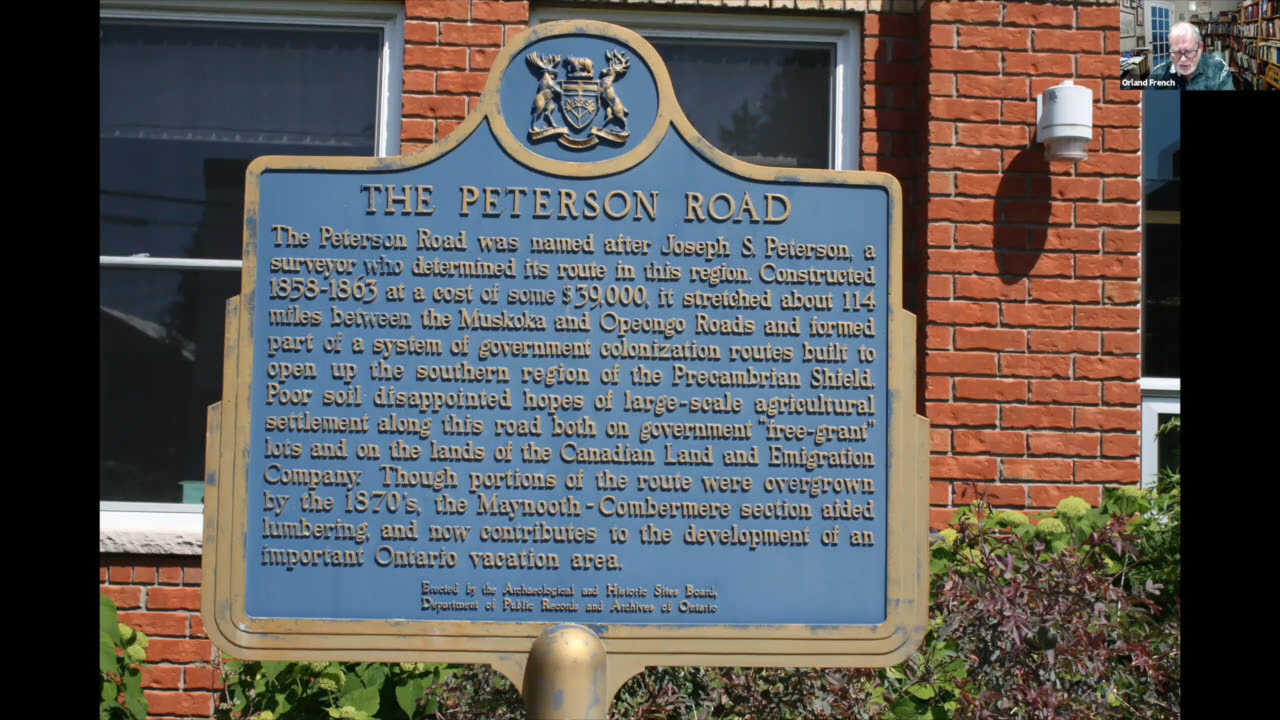 Orland French
THE PETERSON ROAD
The Peterson Road was named after Joseph S. Peterson, a
surveyor who determined its route in this region. Constructed
1858-1863 at a cost of some $39,000, it stretched about 114
miles between the Muskoka and Opeongo Roads and formed
part of a system of government colonization routes built to
open up the southern region of the Precambrian Shield.
Poor soil disappointed hopes of large-scale agricultural
settlement along this road both on government "free-grant"
lots and on the lands of the Canadian Land and Emigration
Company. Though portions of the route were overgrown
by the 1870's, the Maynooth-Combermere section aided
lumbering, and now contributes to the development of an
important Ontario vacation area.
Erected by the Archaeological and Historic Sites Board,
Department of Public Records and Archives of Ontario